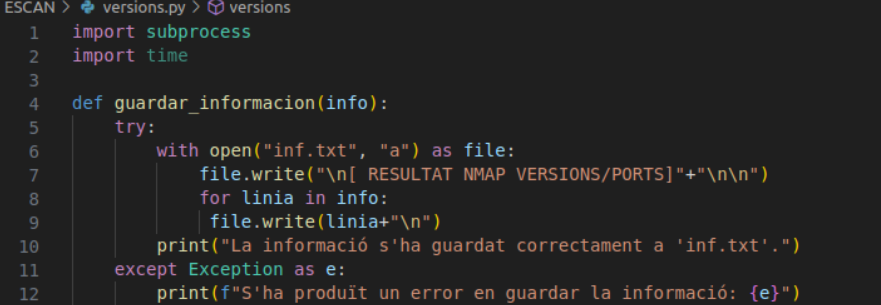 ESCAN > versions.py > versions
1 import subprocess
2 import time
3
4 def guardar_informacion(info):
5 try:
6 with open("inf.txt", "a") as file:
7 file.write("\n[ RESULTAT NMAP VERSIONS/PORTS]"+"\n\n")
8 for linia in info:
9 file.write(linia+"\n")
10 print("La informació s'ha guardat correctament a 'inf.txt'.")
11 except Exception as e:
12 print(f"S'ha produït un error en guardar la informació: {e}")